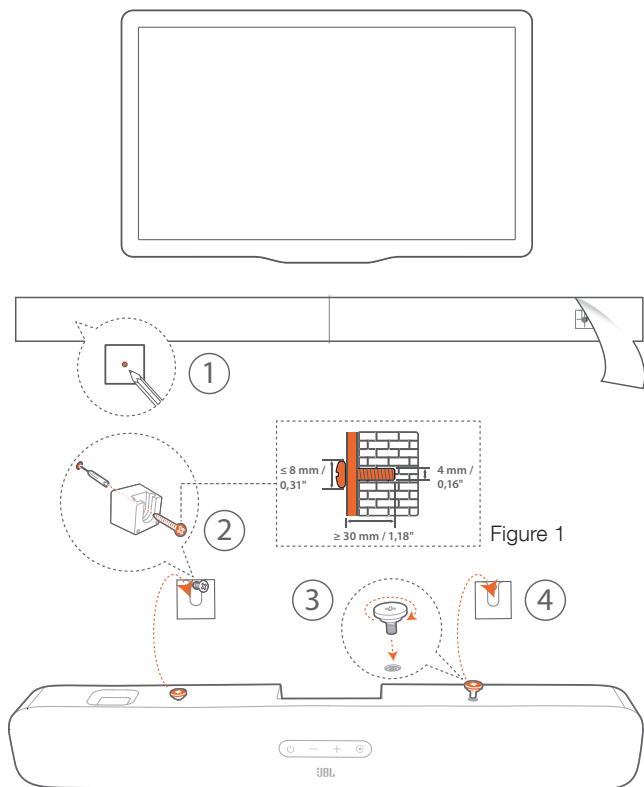 1
2
≤ 8 mm /
0,31"
4 mm /
0,16"
≥ 30 mm / 1,18"
Figure 1
3
4
JBL